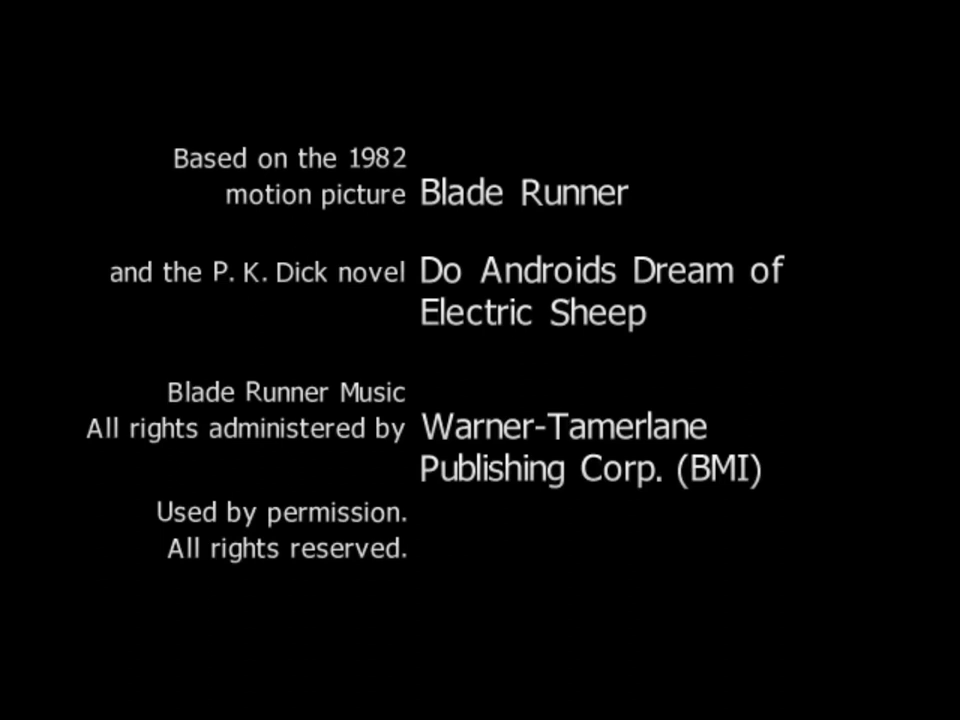 Based on the 1982
motion picture Blade Runner
and the P. K. Dick novel Do Androids Dream of
Electric Sheep
Blade Runner Music
All rights administered by Warner-Tamerlane
Publishing Corp. (BMI)
Used by permission.
All rights reserved.